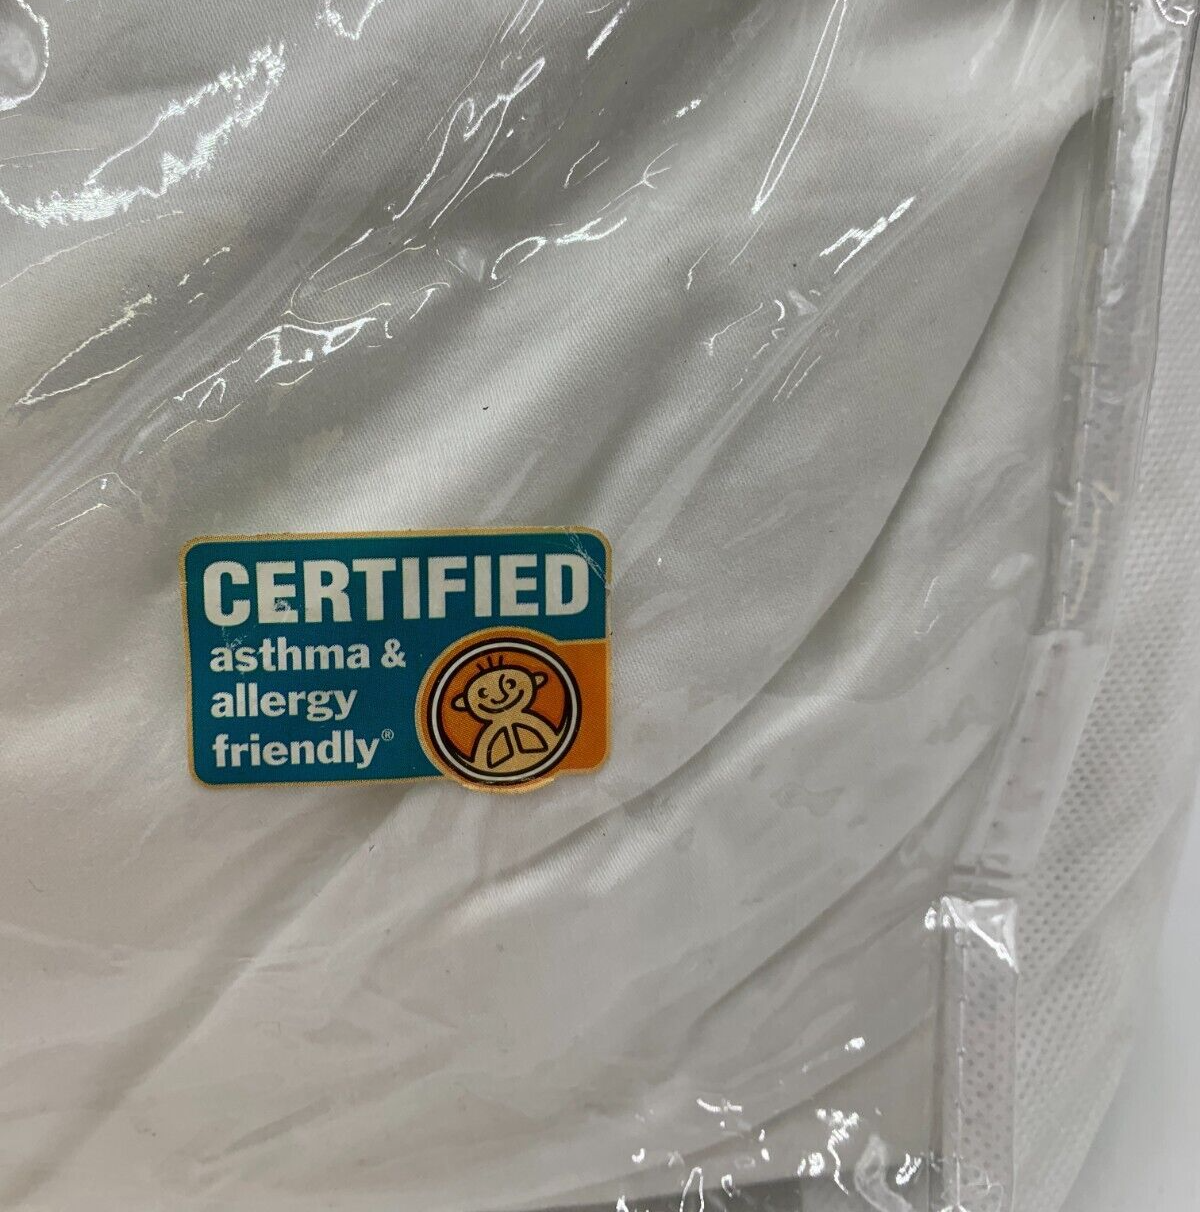 CERTIFIED
asthma &
allergy
friendly®